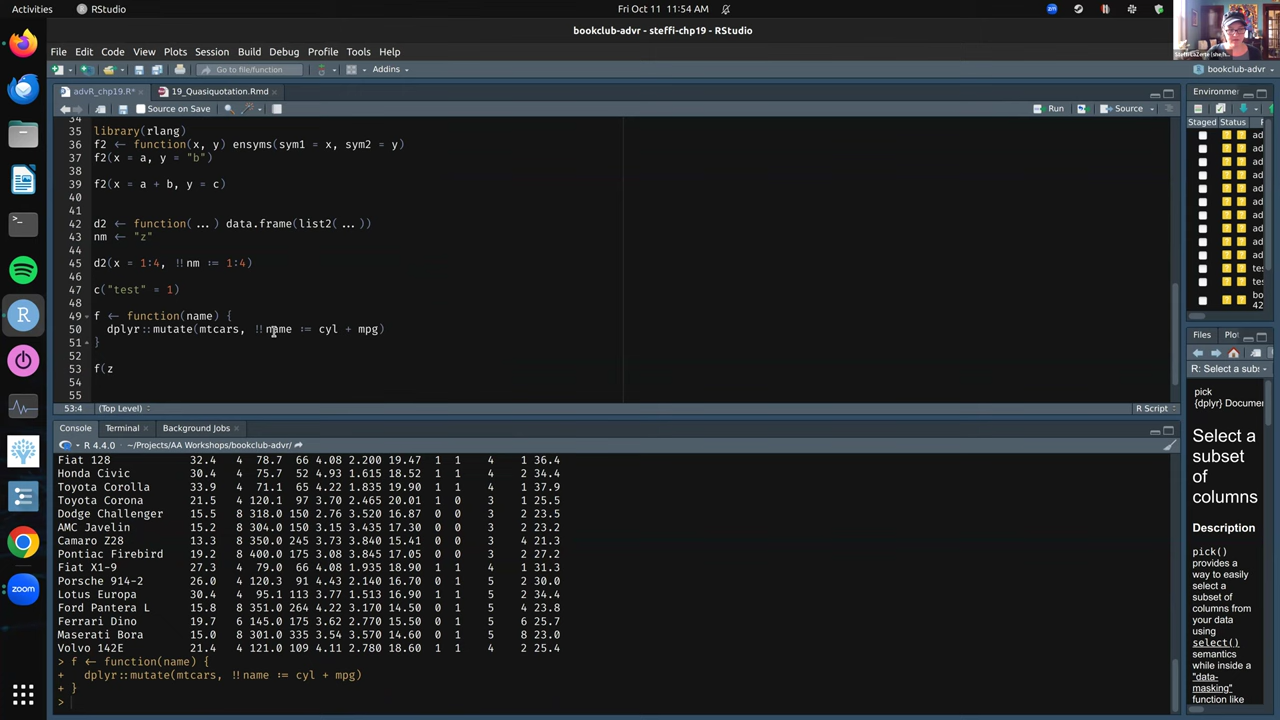 Activities RStudio Fri Oct 11 11:54 AM
bookclub-advr - steffi-chp19 - RStudio
File Edit Code View Plots Session Build Debug Profile Tools Help
Go to file/function Addins bookclub-advr
advR_chp19.R* 19_Quasiquotation.Rmd
Source on Save Run Source
34
35 library(rlang)
36 f2 <- function(x, y) ensyms(sym1 = x, sym2 = y)
37 f2(x = a, y = "b")
38
39 f2(x = a + b, y = c)
40
41
42 d2 <- function(...) data.frame(list2(...))
43 nm <- "z"
44
45 d2(x = 1:4, !!nm := 1:4)
46
47 c("test" = 1)
48
49 f <- function(name) {
50 dplyr::mutate(mtcars, !!name := cyl + mpg)
51 }
52
53 f(z
54
55
53:4 (Top Level) R Script
Console Terminal Background Jobs
R 4.4.0 · ~/Projects/AA Workshops/bookclub-advr/
Fiat 128 32.4 4 78.7 66 4.08 2.200 19.47 1 1 4 1 36.4
Honda Civic 30.4 4 75.7 52 4.93 1.615 18.52 1 1 4 2 34.4
Toyota Corolla 33.9 4 71.1 65 4.22 1.835 19.90 1 1 4 1 37.9
Toyota Corona 21.5 4 120.1 97 3.70 2.465 20.01 1 0 3 1 25.5
Dodge Challenger 15.5 8 318.0 150 2.76 3.520 16.87 0 0 3 2 23.5
AMC Javelin 15.2 8 304.0 150 3.15 3.435 17.30 0 0 3 2 23.2
Camaro Z28 13.3 8 350.0 245 3.73 3.840 15.41 0 0 3 4 21.3
Pontiac Firebird 19.2 8 400.0 175 3.08 3.845 17.05 0 0 3 2 27.2
Fiat X1-9 27.3 4 79.0 66 4.08 1.935 18.90 1 1 4 1 31.3
Porsche 914-2 26.0 4 120.3 91 4.43 2.140 16.70 0 1 5 2 30.0
Lotus Europa 30.4 4 95.1 113 3.77 1.513 16.90 1 1 5 2 34.4
Ford Pantera L 15.8 8 351.0 264 4.22 3.170 14.50 0 1 5 4 23.8
Ferrari Dino 19.7 6 145.0 175 3.62 2.770 15.50 0 1 5 6 25.7
Maserati Bora 15.0 8 301.0 335 3.54 3.570 14.60 0 1 5 8 23.0
Volvo 142E 21.4 4 121.0 109 4.11 2.780 18.60 1 1 4 2 25.4
> f <- function(name) {
+ dplyr::mutate(mtcars, !!name := cyl + mpg)
+ }
>
Environme
Staged Status
ad
ad
ad
ad
ad
ad
ad
ad
ad
ad
tes
tes
bo
42
Files Plot
R: Select a sub
pick
{dplyr} Documen
Select a
subset
of
columns
Description
pick()
provides a
way to easily
select a
subset of
columns from
your data
using
select()
semantics
while inside a
"data-
masking"
function like
zoom